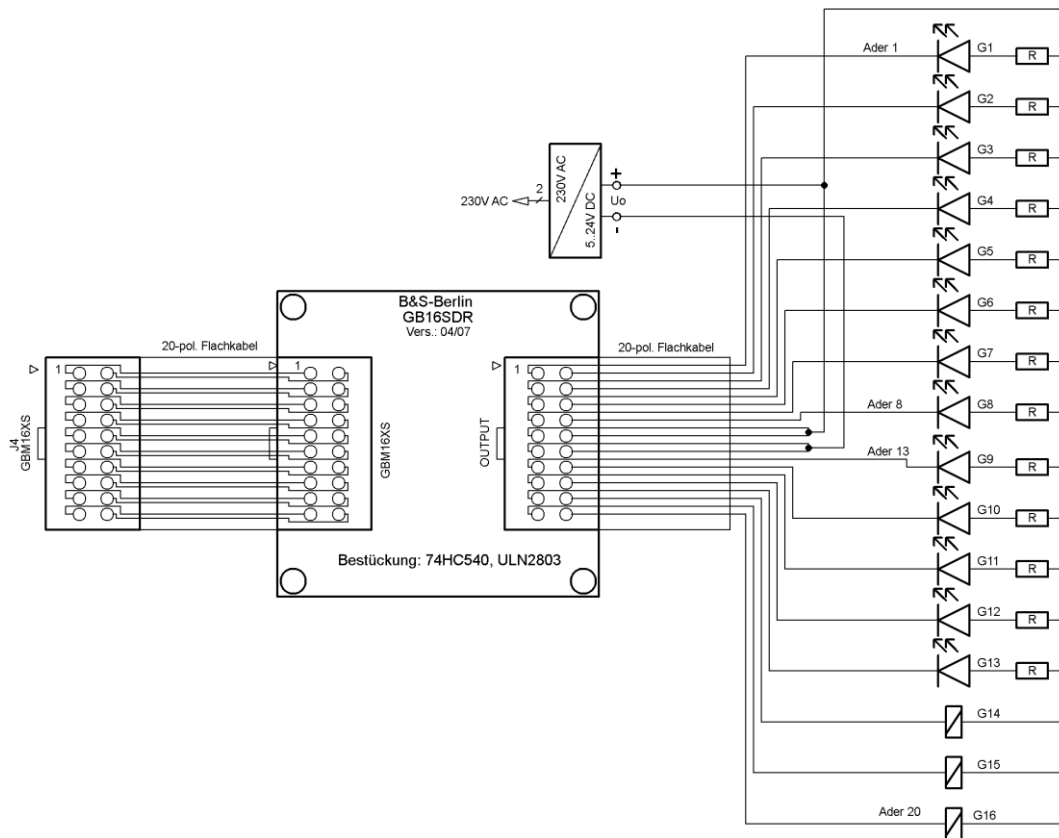 Ader 1
G1
R
G2
R
G3
R
G4
R
G5
R
G6
R
G7
R
Ader 8
G8
R
Ader 13
G9
R
G10
R
G11
R
G12
R
G13
R
G14
G15
Ader 20
G16
230V AC
2
230V AC
5..24V DC
+
Uo
-
B&S-Berlin
GB16SDR
Vers.: 04/07
20-pol. Flachkabel
20-pol. Flachkabel
1
1
1
J4
GBM16XS
GBM16XS
OUTPUT
Bestückung: 74HC540, ULN2803